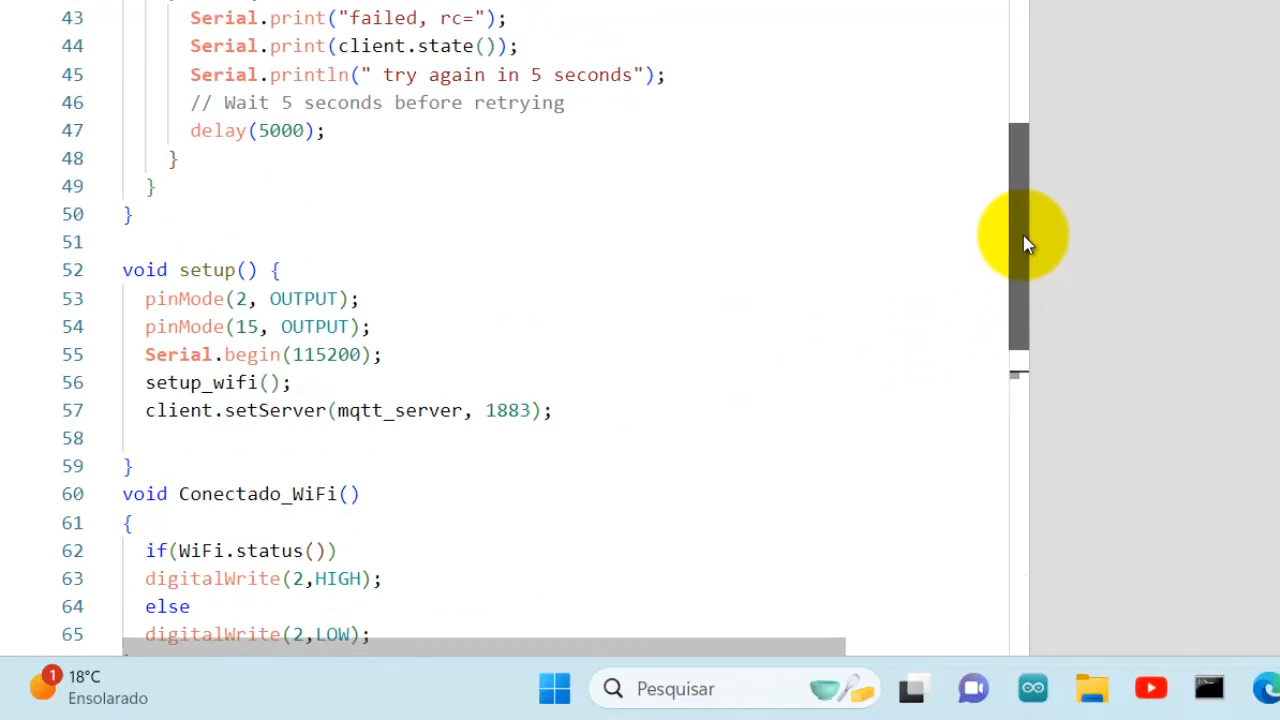 43 Serial.print("failed, rc=");
44 Serial.print(client.state());
45 Serial.println(" try again in 5 seconds");
46 // Wait 5 seconds before retrying
47 delay(5000);
48 }
49 }
50 }
51
52 void setup() {
53 pinMode(2, OUTPUT);
54 pinMode(15, OUTPUT);
55 Serial.begin(115200);
56 setup_wifi();
57 client.setServer(mqtt_server, 1883);
58
59 }
60 void Conectado_WiFi()
61 {
62 if(WiFi.status())
63 digitalWrite(2,HIGH);
64 else
65 digitalWrite(2,LOW);
1 18°C
Ensolarado
Pesquisar